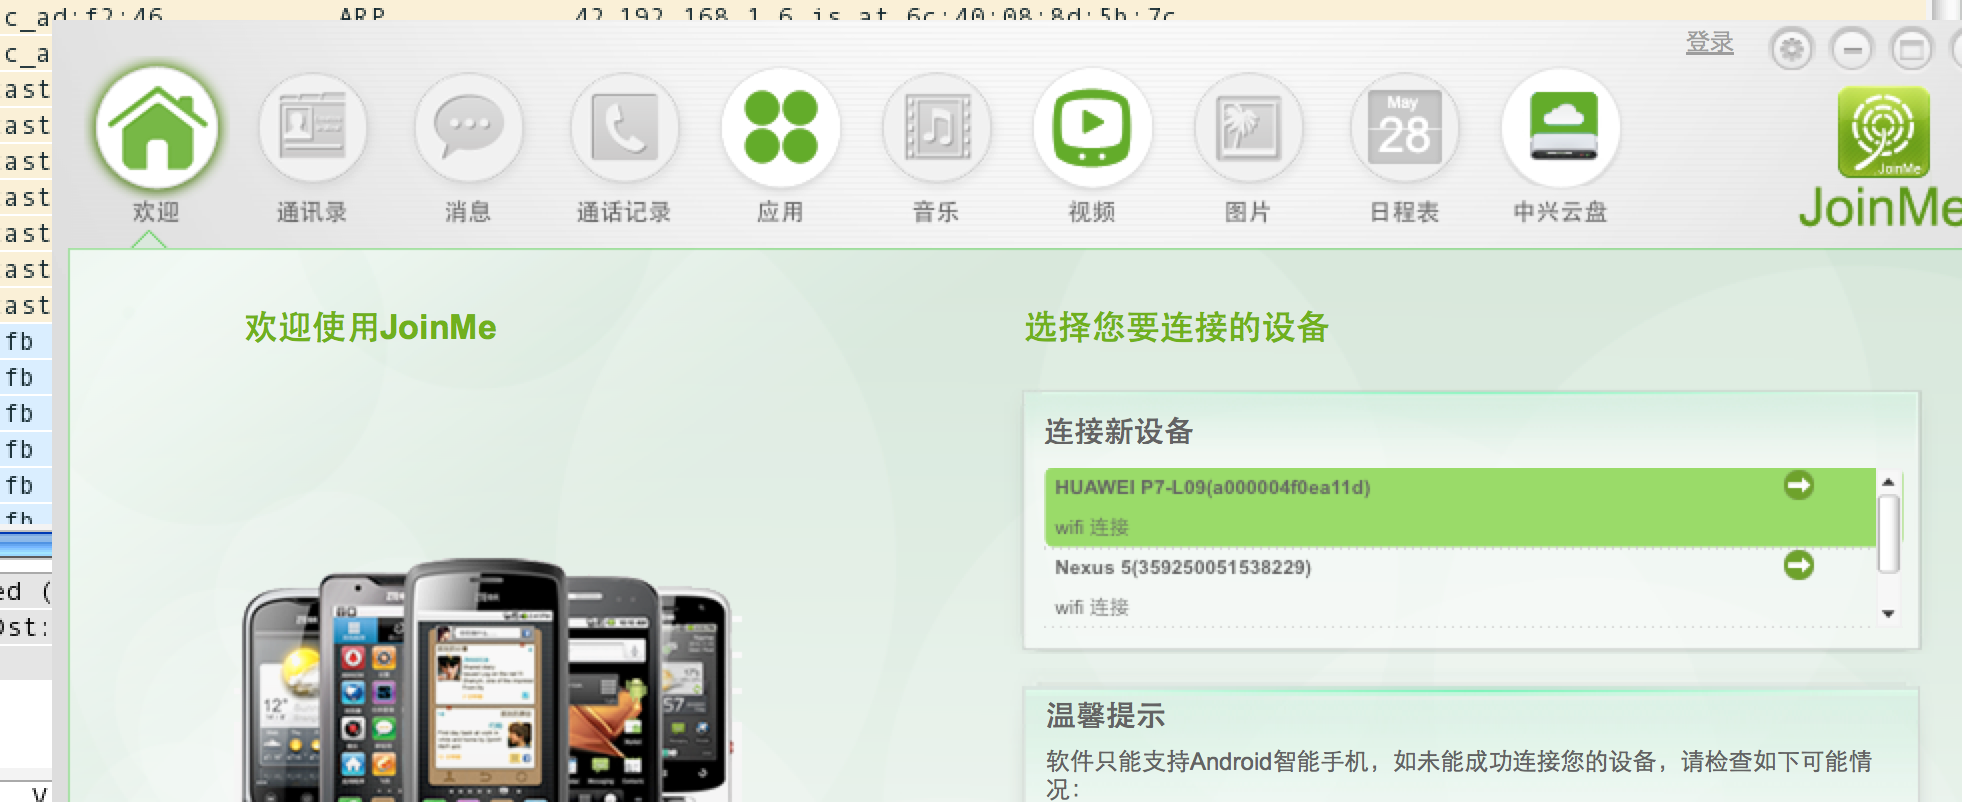 c_ad:f2:46 ARP 42 192.168.1.6 is at 6c:40:08:8d:5b:7c
c_a
ast
ast
ast
ast
ast
ast
ast
fb
fb
fb
fb
fb
fb
ed (
Dst:
V
登录
欢迎
通讯录
消息
通话记录
应用
音乐
视频
图片
May
28
日程表
中兴云盘
JoinMe
JoinMe
欢迎使用JoinMe
选择您要连接的设备
连接新设备
HUAWEI P7-L09(a000004f0ea11d)
wifi 连接
Nexus 5(359250051538229)
wifi 连接
温馨提示
软件只能支持Android智能手机，如未能成功连接您的设备，请检查如下可能情
况：
12°
57